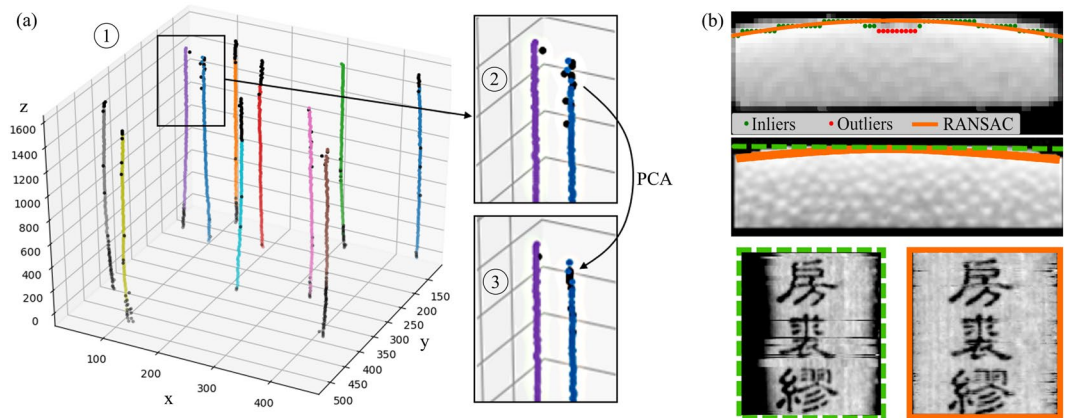 (a)
1
z
1600
1400
1200
1000
800
600
400
200
0
100
200
300
400
x
150
200
250
300
350
400
450
500
y
2
PCA
3
(b)
Inliers
Outliers
RANSAC
房
裘
繆
房
裘
繆